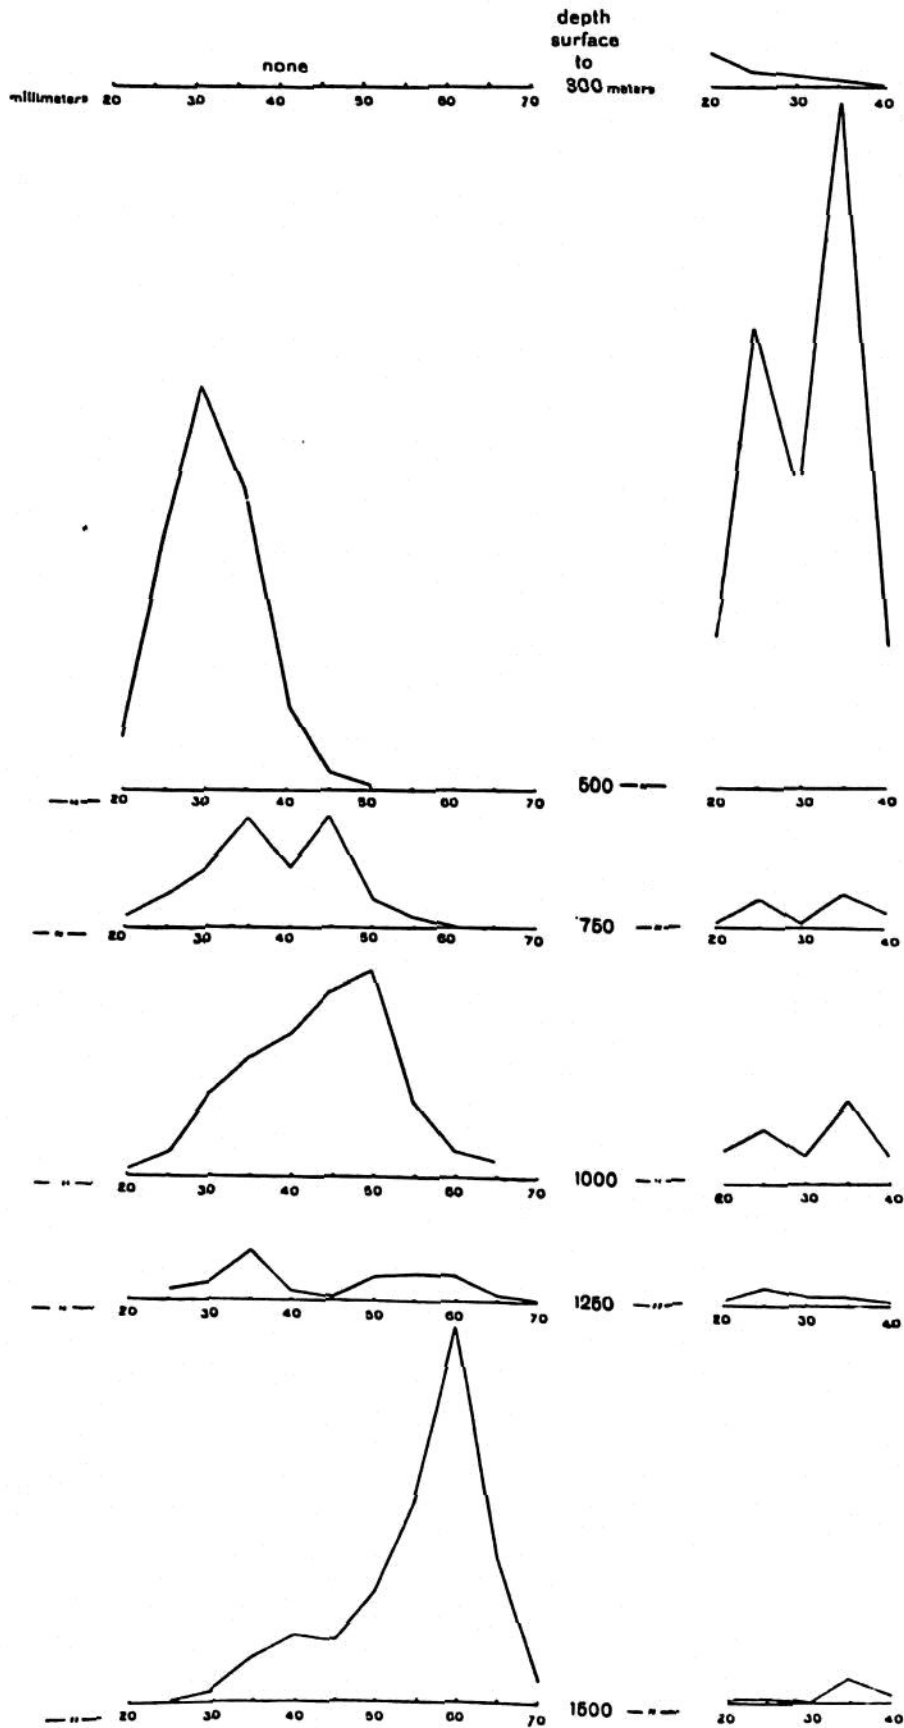 depth
surface
none to
millimeters 20 30 40 50 60 70 300 meters 20 30 40
—"— 20 30 40 50 60 70 500 —"— 20 30 40
—"— 20 30 40 50 60 70 750 —"— 20 30 40
—"— 20 30 40 50 60 70 1000 —"— 20 30 40
—"— 20 30 40 50 60 70 1250 —"— 20 30 40
—"— 20 30 40 50 60 70 1500 —"— 20 30 40